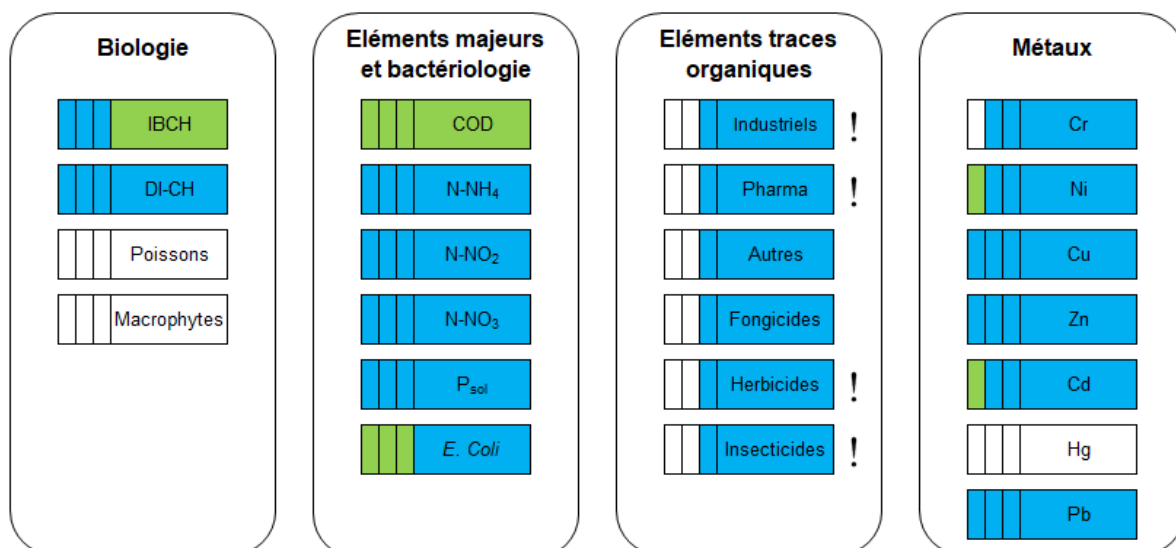 Biologie
IBCH
DI-CH
Poissons
Macrophytes
Eléments majeurs
et bactériologie
COD
N-NH₄
N-NO₂
N-NO₃
Psol
E. Coli
Eléments traces
organiques
Industriels !
Pharma !
Autres
Fongicides
Herbicides !
Insecticides !
Métaux
Cr
Ni
Cu
Zn
Cd
Hg
Pb